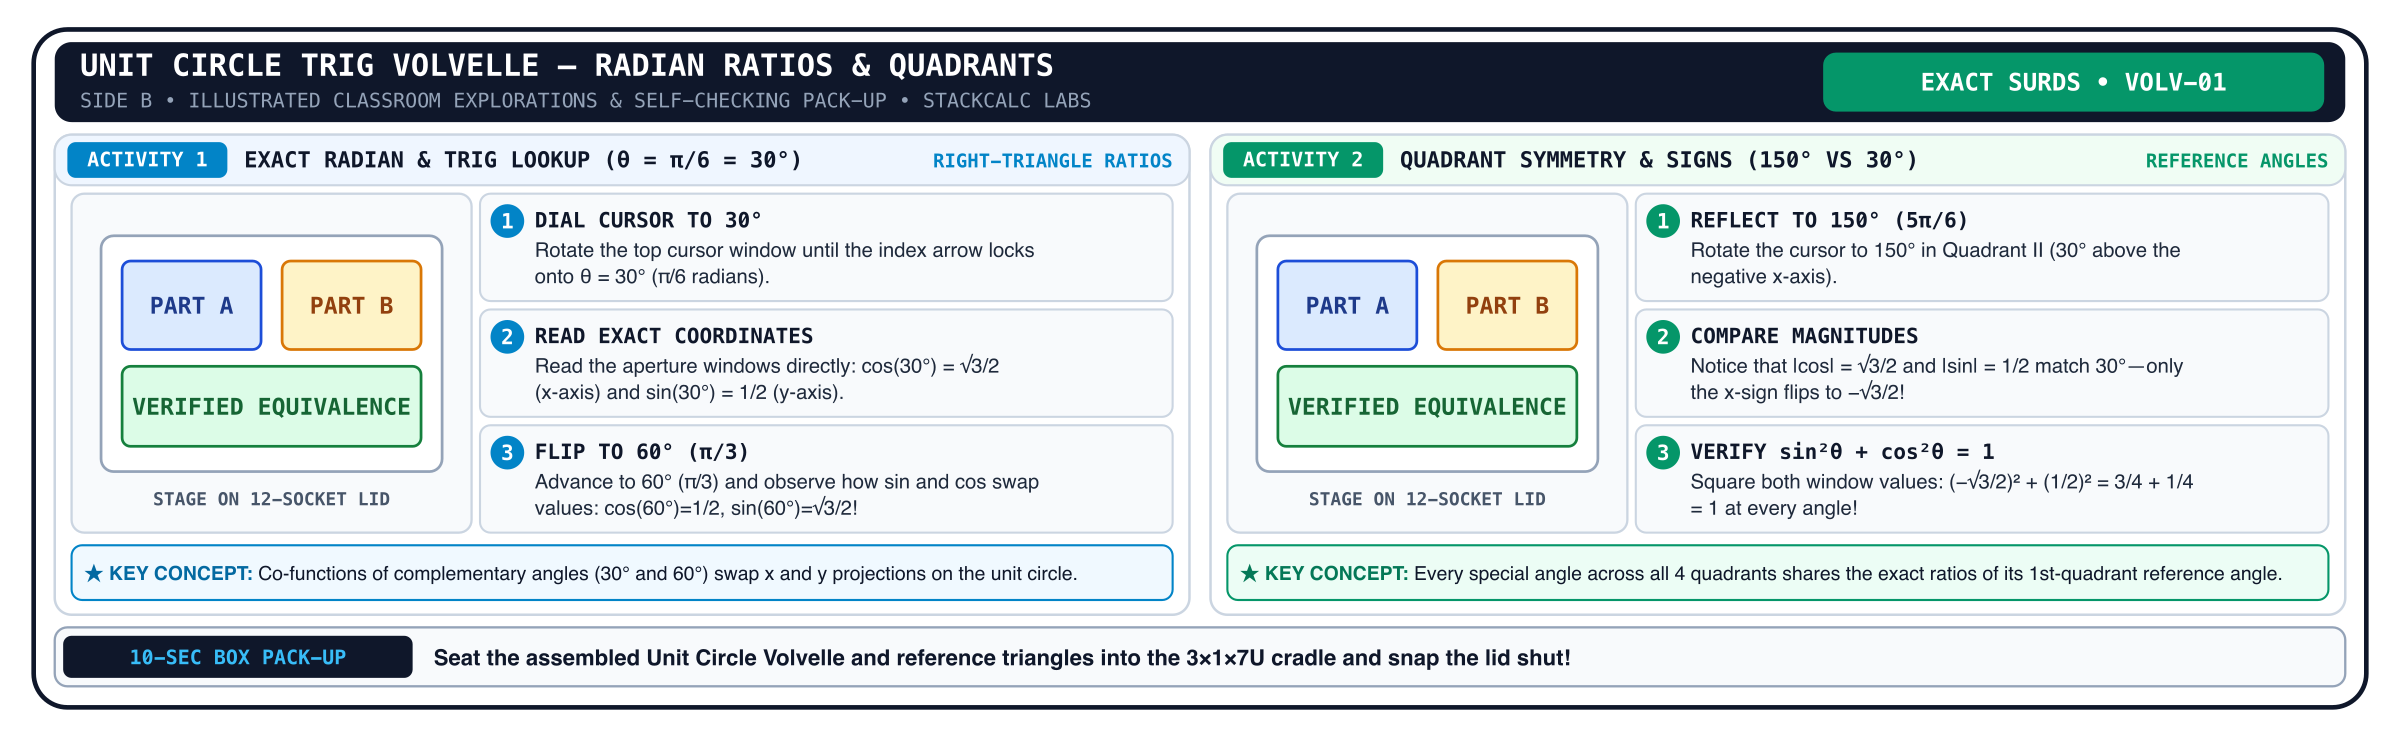 UNIT CIRCLE TRIG VOLVELLE – RADIAN RATIOS & QUADRANTS
SIDE B • ILLUSTRATED CLASSROOM EXPLORATIONS & SELF-CHECKING PACK-UP • STACKCALC LABS
EXACT SURDS • VOLV-01
ACTIVITY 1
EXACT RADIAN & TRIG LOOKUP (θ = π/6 = 30°)
RIGHT-TRIANGLE RATIOS
PART A
PART B
VERIFIED EQUIVALENCE
STAGE ON 12-SOCKET LID
1
DIAL CURSOR TO 30°
Rotate the top cursor window until the index arrow locks
onto θ = 30° (π/6 radians).
2
READ EXACT COORDINATES
Read the aperture windows directly: cos(30°) = √3/2
(x-axis) and sin(30°) = 1/2 (y-axis).
3
FLIP TO 60° (π/3)
Advance to 60° (π/3) and observe how sin and cos swap
values: cos(60°)=1/2, sin(60°)=√3/2!
★ KEY CONCEPT: Co-functions of complementary angles (30° and 60°) swap x and y projections on the unit circle.
ACTIVITY 2
QUADRANT SYMMETRY & SIGNS (150° VS 30°)
REFERENCE ANGLES
PART A
PART B
VERIFIED EQUIVALENCE
STAGE ON 12-SOCKET LID
1
REFLECT TO 150° (5π/6)
Rotate the cursor to 150° in Quadrant II (30° above the
negative x-axis).
2
COMPARE MAGNITUDES
Notice that |cos| = √3/2 and |sin| = 1/2 match 30°—only
the x-sign flips to −√3/2!
3
VERIFY sin²θ + cos²θ = 1
Square both window values: (−√3/2)² + (1/2)² = 3/4 + 1/4
= 1 at every angle!
★ KEY CONCEPT: Every special angle across all 4 quadrants shares the exact ratios of its 1st-quadrant reference angle.
10-SEC BOX PACK-UP
Seat the assembled Unit Circle Volvelle and reference triangles into the 3×1×7U cradle and snap the lid shut!